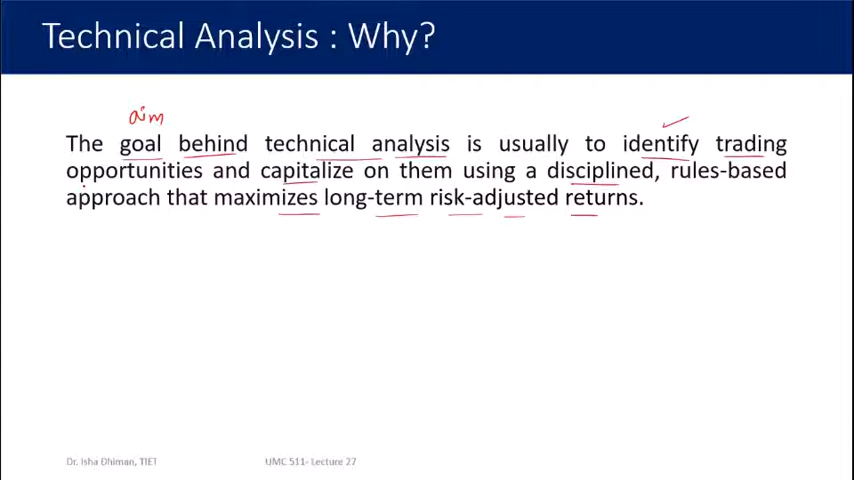 Technical Analysis : Why?
aim
The goal behind technical analysis is usually to identify trading
opportunities and capitalize on them using a disciplined, rules-based
approach that maximizes long-term risk-adjusted returns.
Dr. Isha Dhiman, TIET
UMC 511- Lecture 27